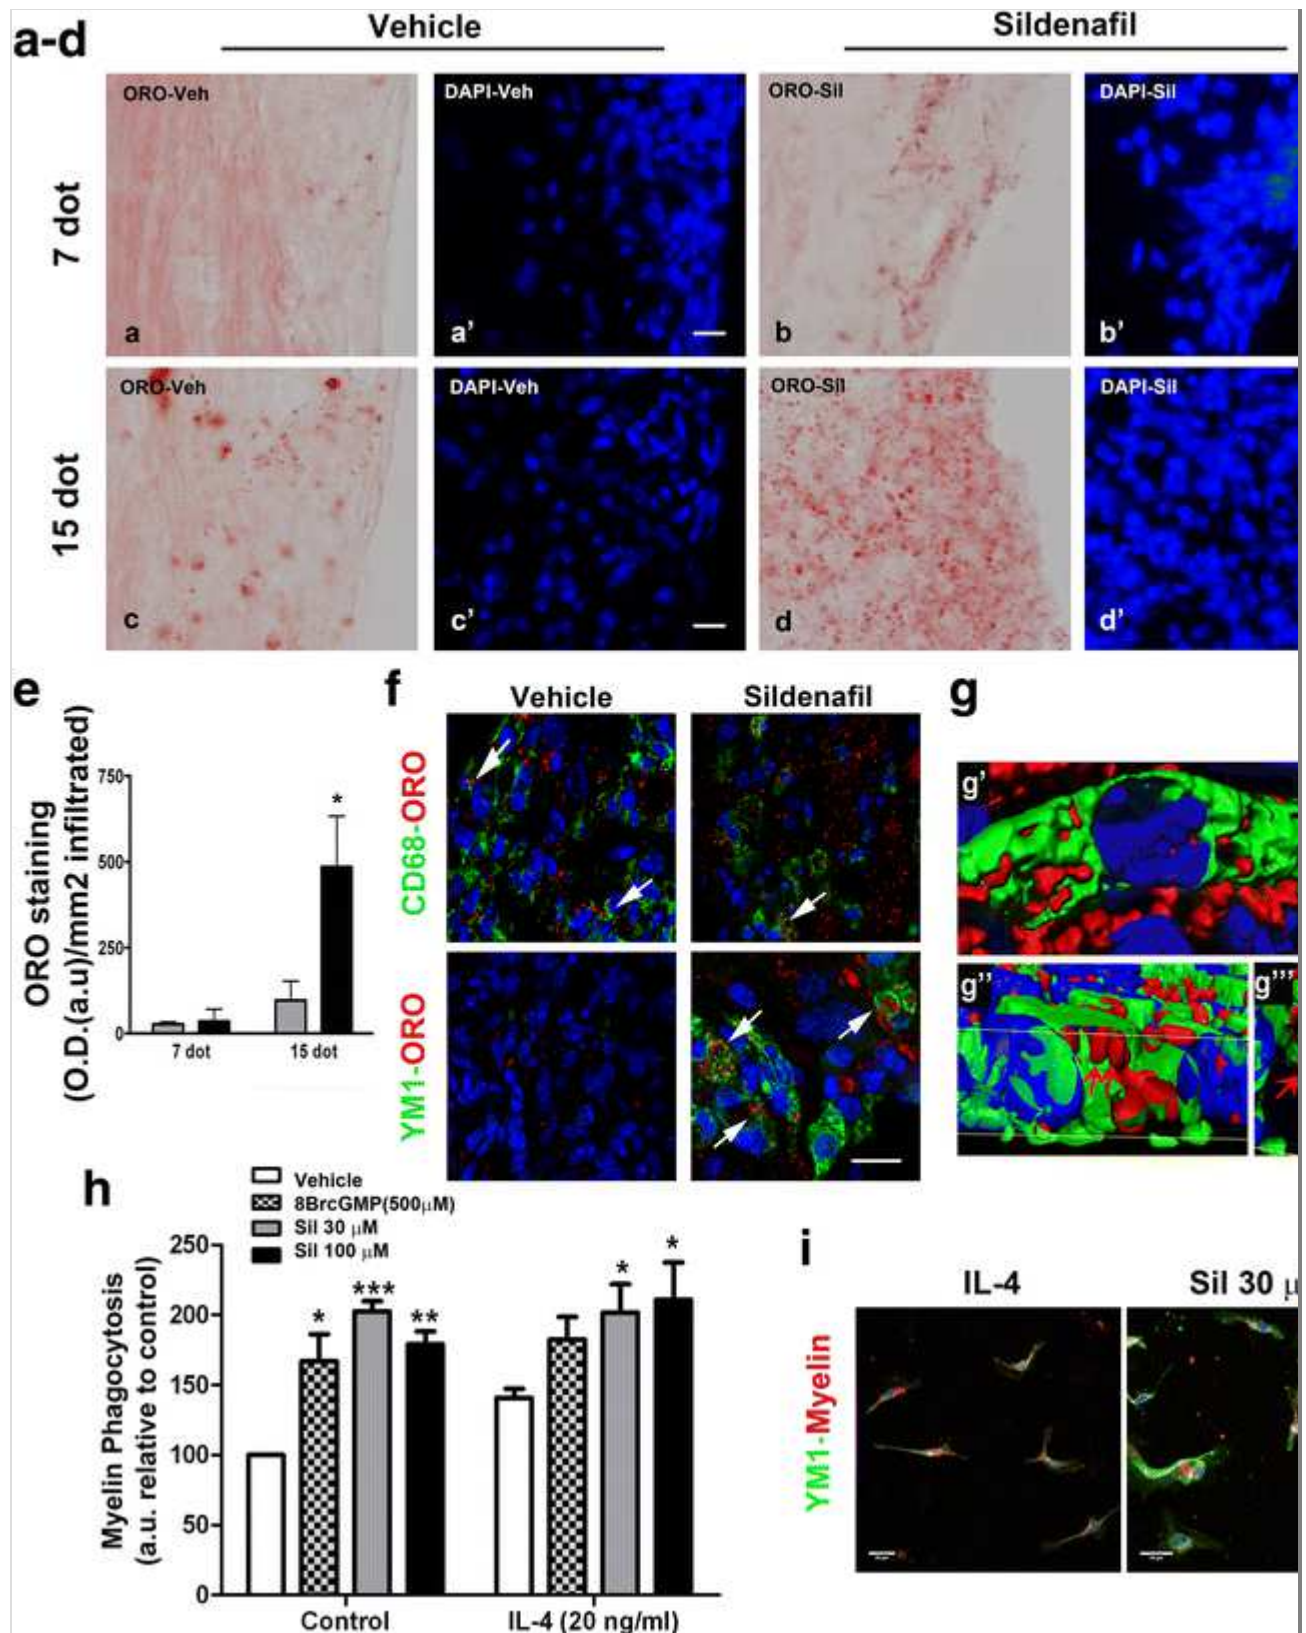 a-d
Vehicle
Sildenafil
ORO-Veh
DAPI-Veh
ORO-Sil
DAPI-Sil
7 dot
a
a'
b
b'
ORO-Veh
DAPI-Veh
ORO-Sil
DAPI-Sil
15 dot
c
c'
d
d'
e
ORO staining
(O.D.(a.u)/mm2 infiltrated)
750
500
250
0
*
7 dot
15 dot
f
Vehicle
Sildenafil
CD68-ORO
YM1-ORO
g
g'
g''
g'''
h
Vehicle
8BrcGMP(500μM)
Sil 30 μM
Sil 100 μM
Myelin Phagocytosis
(a.u. relative to control)
250
200
150
100
50
0
*
***
**
*
*
Control
IL-4 (20 ng/ml)
i
IL-4
Sil 30 μ
YM1-Myelin